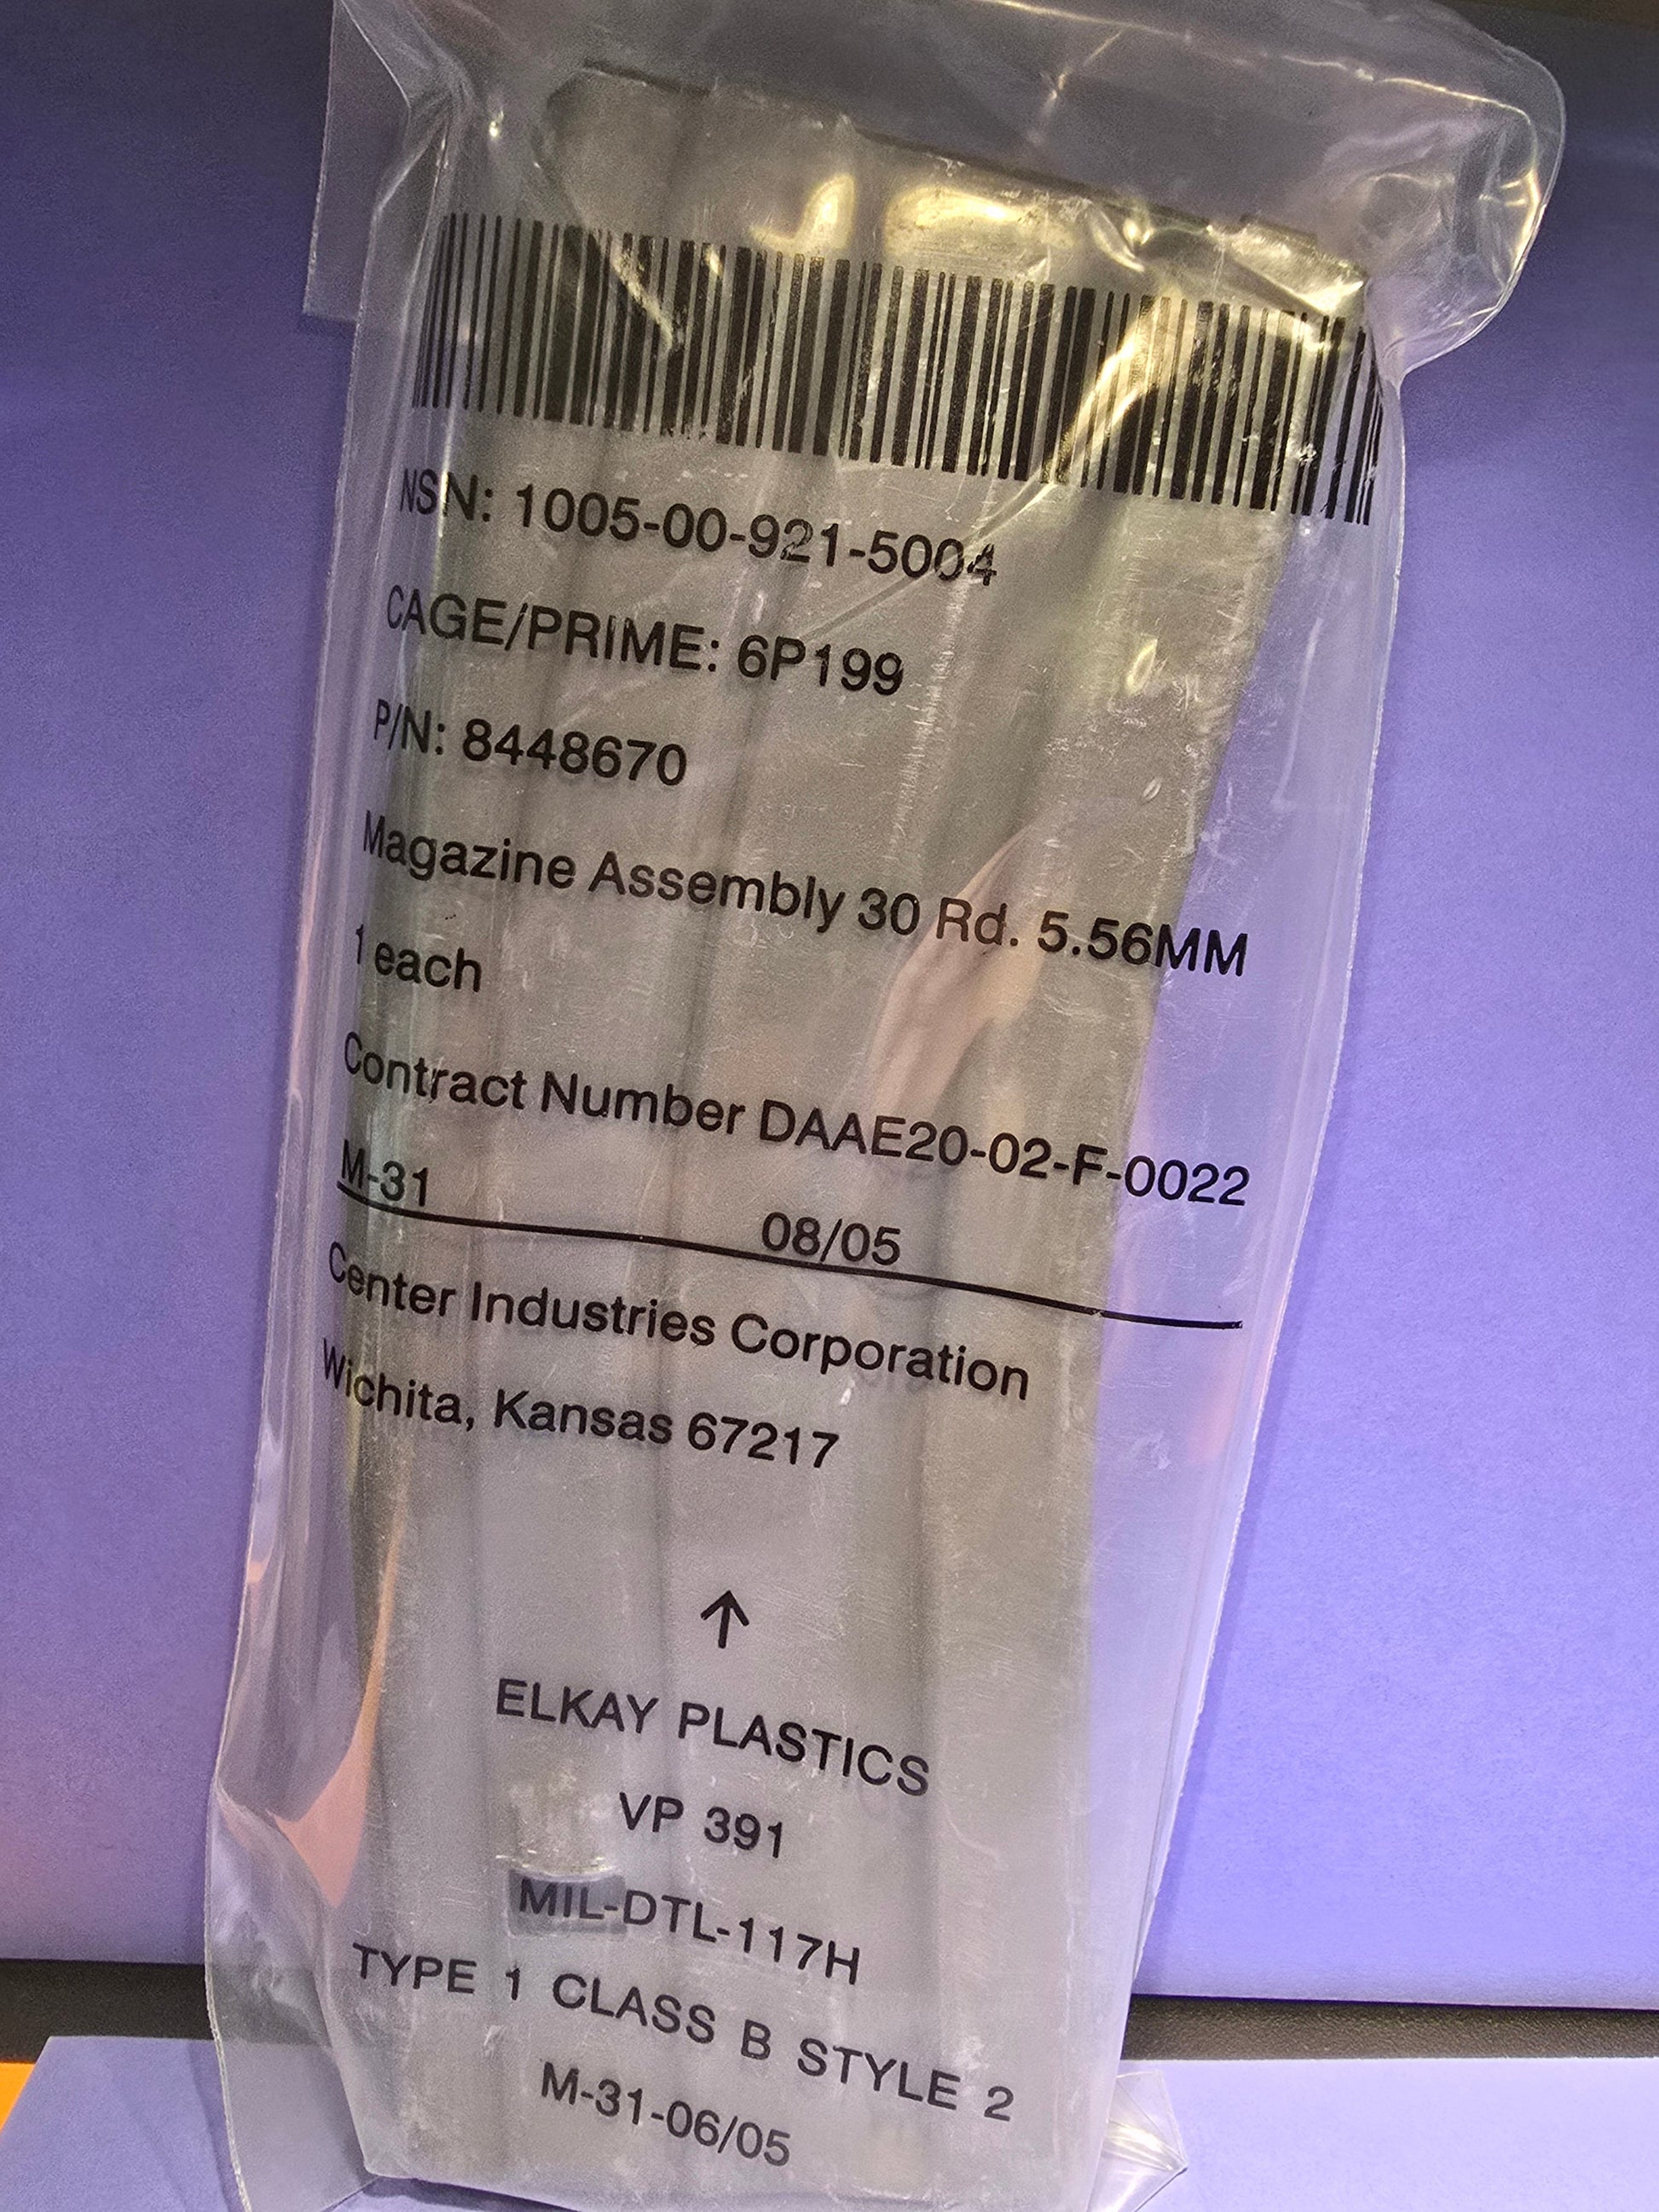 NSN: 1005-00-921-5004
CAGE/PRIME: 6P199
P/N: 8448670
Magazine Assembly 30 Rd. 5.56MM
1 each
Contract Number DAAE20-02-F-0022
M-31 08/05
Center Industries Corporation
Wichita, Kansas 67217
↑
ELKAY PLASTICS
VP 391
MIL-DTL-117H
TYPE 1 CLASS B STYLE 2
M-31-06/05